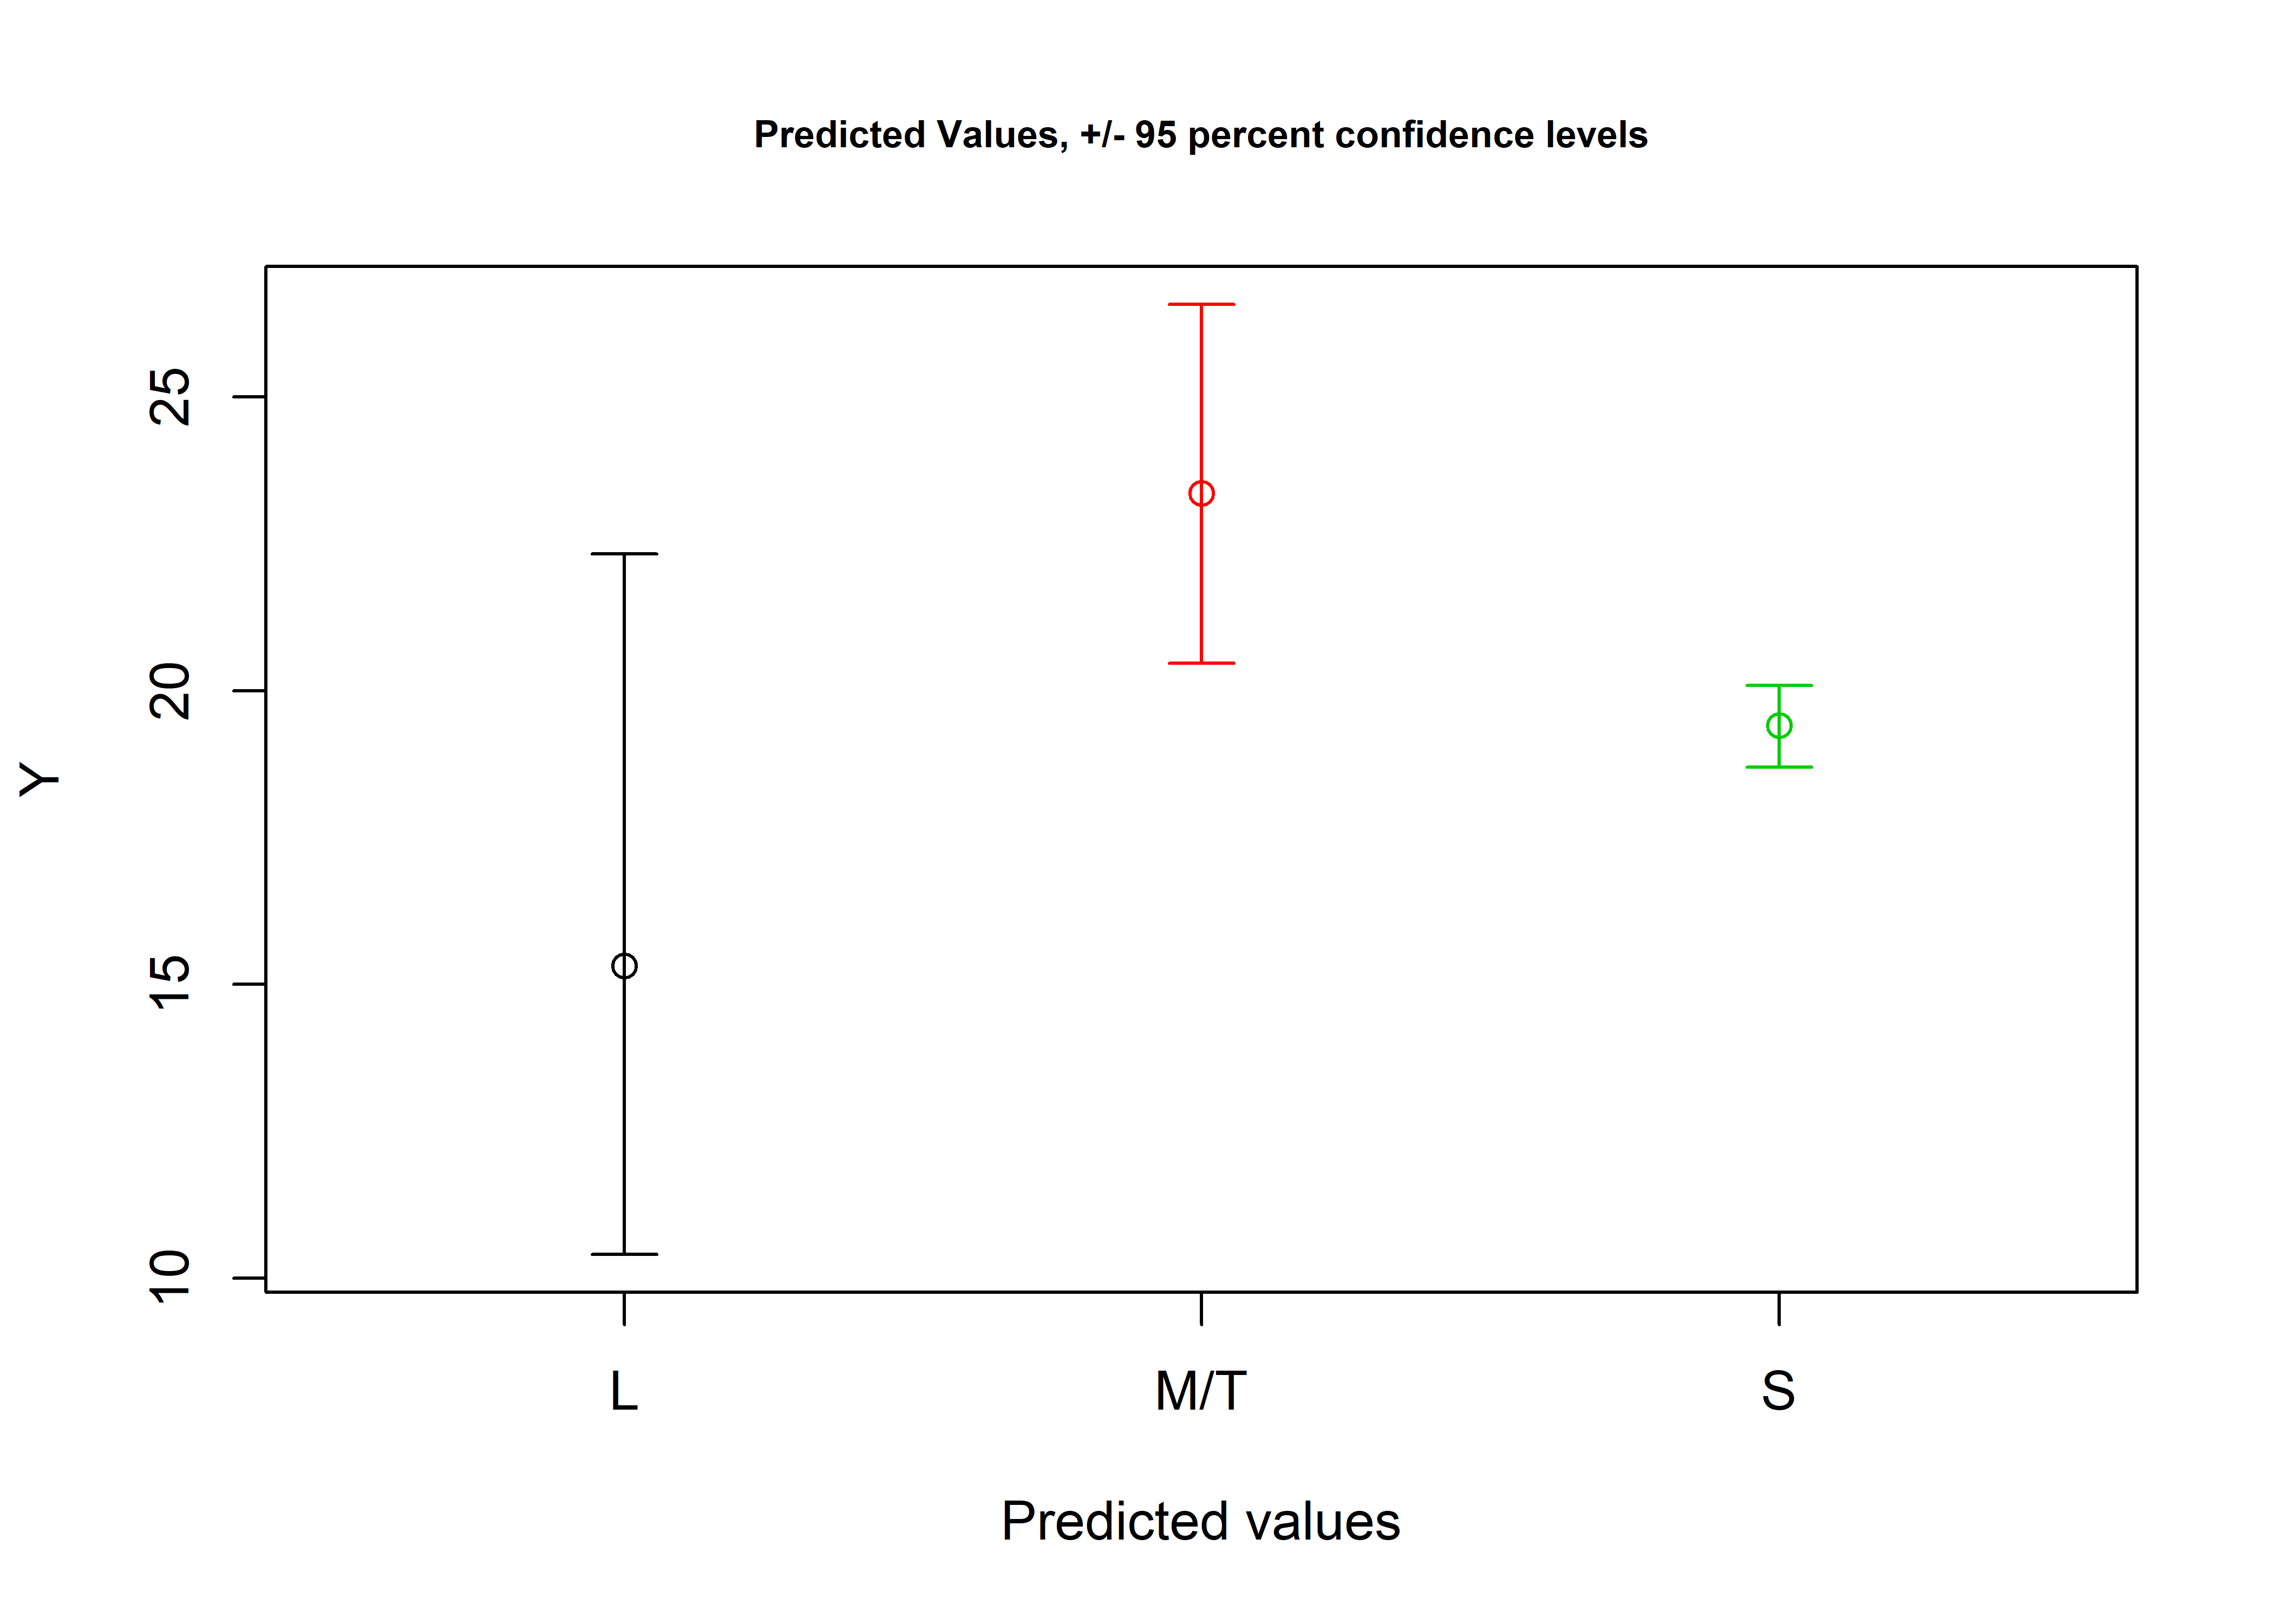 Predicted Values, +/- 95 percent confidence levels
25
20
15
10
Y
L M/T S
Predicted values